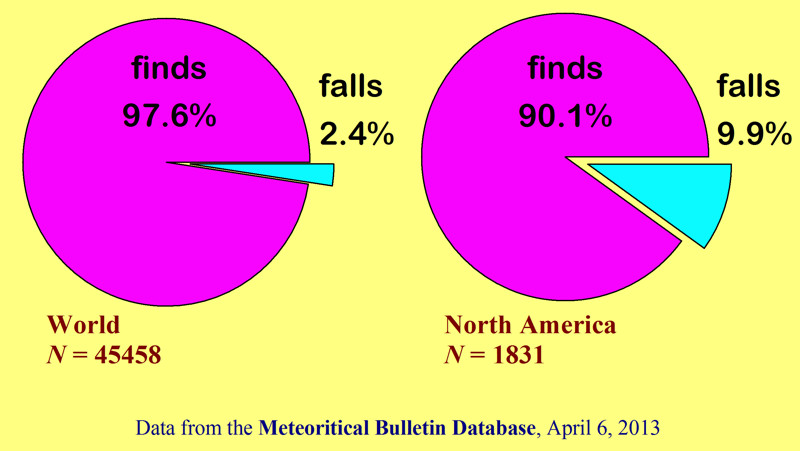 finds
97.6%
falls
2.4%
World
N = 45458
finds
90.1%
falls
9.9%
North America
N = 1831
Data from the Meteoritical Bulletin Database, April 6, 2013